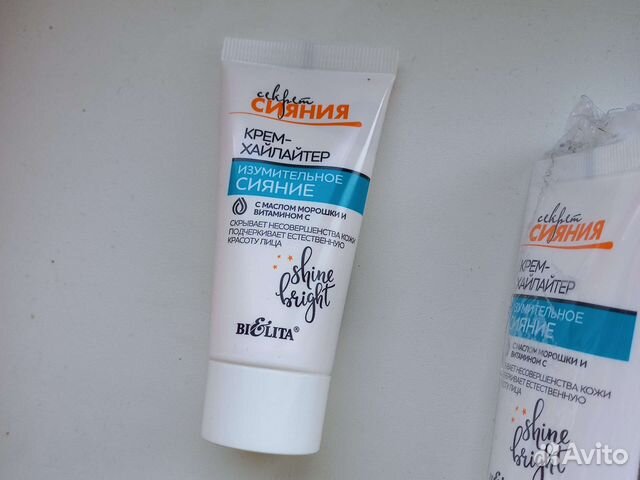 секрет
СИЯНИЯ
КРЕМ-
ХАЙЛАЙТЕР
ИЗУМИТЕЛЬНОЕ
СИЯНИЕ
С МАСЛОМ МОРОШКИ И
ВИТАМИНОМ С
СКРЫВАЕТ НЕСОВЕРШЕНСТВА КОЖИ
ПОДЧЕРКИВАЕТ ЕСТЕСТВЕННУЮ
КРАСОТУ ЛИЦА
shine
bright
BIELITA®
секрет
СИЯНИЯ
КРЕМ-
ХАЙЛАЙТЕР
ИЗУМИТЕЛЬНОЕ
СИЯНИЕ
С МАСЛОМ МОРОШКИ И
ВИТАМИНОМ С
НЕСОВЕРШЕНСТВА КОЖИ
ЕСТЕСТВЕННУЮ
ЛИЦА
shine
bright
Avito